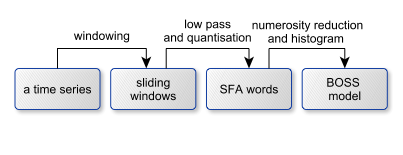 windowing
low pass
and quantisation
numerosity reduction
and histogram
a time series
sliding
windows
SFA words
BOSS
model